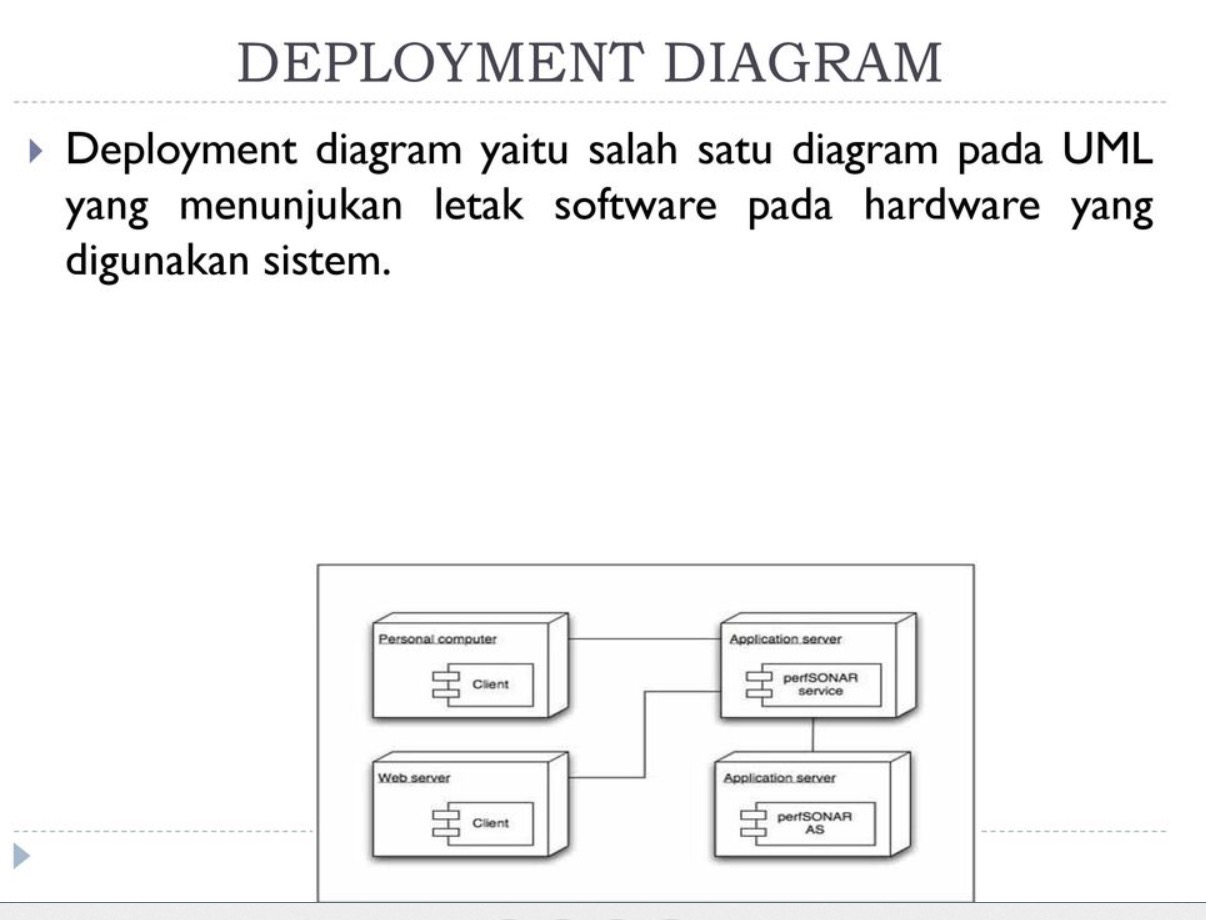 DEPLOYMENT DIAGRAM
Deployment diagram yaitu salah satu diagram pada UML
yang menunjukan letak software pada hardware yang
digunakan sistem.
Personal computer
Client
Application server
perfSONAR
service
Web server
Client
Application server
perfSONAR
AS